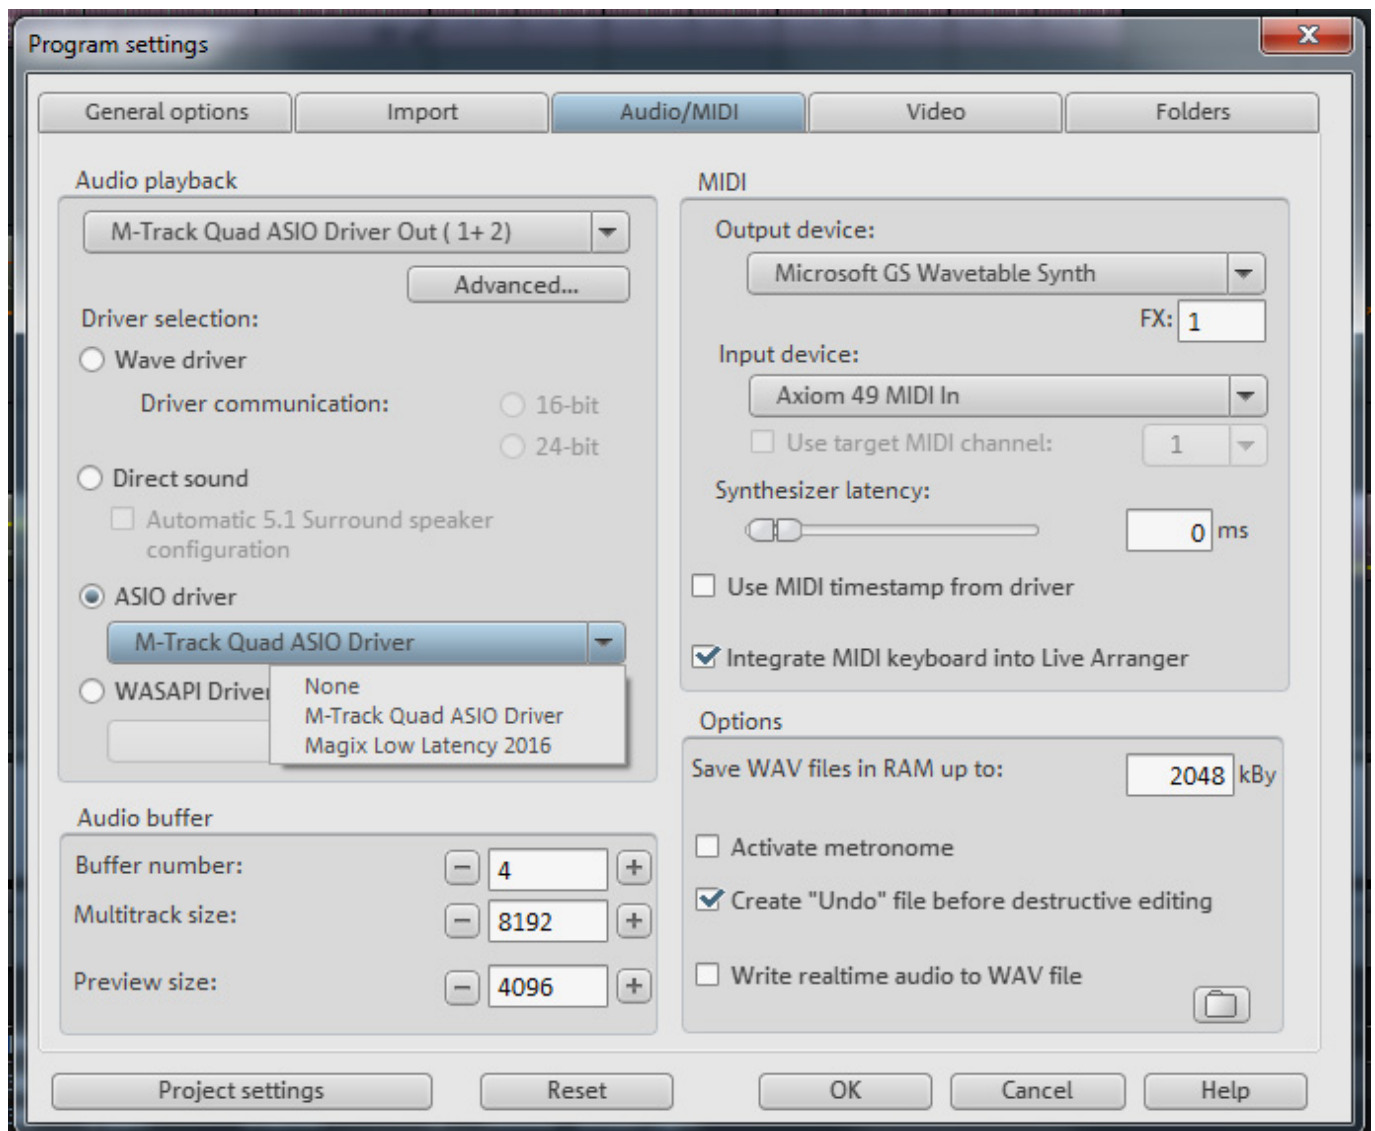 Program settings
General options
Import
Audio/MIDI
Video
Folders
Audio playback
M-Track Quad ASIO Driver Out ( 1+ 2)
Advanced...
Driver selection:
Wave driver
Driver communication:
16-bit
24-bit
Direct sound
Automatic 5.1 Surround speaker
configuration
ASIO driver
M-Track Quad ASIO Driver
None
M-Track Quad ASIO Driver
Magix Low Latency 2016
WASAPI Driver
Audio buffer
Buffer number:
4
Multitrack size:
8192
Preview size:
4096
MIDI
Output device:
Microsoft GS Wavetable Synth
FX: 1
Input device:
Axiom 49 MIDI In
Use target MIDI channel:
1
Synthesizer latency:
0 ms
Use MIDI timestamp from driver
Integrate MIDI keyboard into Live Arranger
Options
Save WAV files in RAM up to:
2048 kBy
Activate metronome
Create "Undo" file before destructive editing
Write realtime audio to WAV file
Project settings
Reset
OK
Cancel
Help